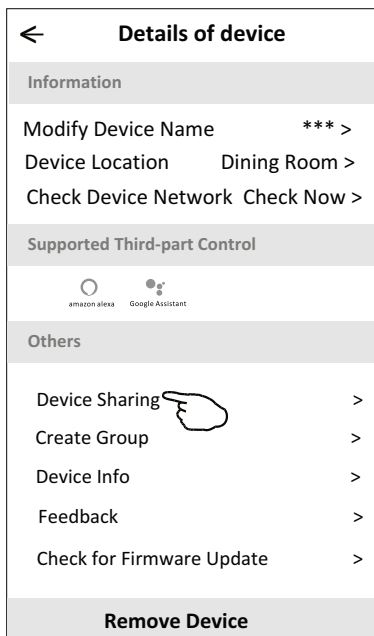 ← Details of device
Information
Modify Device Name *** >
Device Location Dining Room >
Check Device Network Check Now >
Supported Third-part Control
amazon alexa Google Assistant
Others
Device Sharing >
Create Group >
Device Info >
Feedback >
Check for Firmware Update >
Remove Device